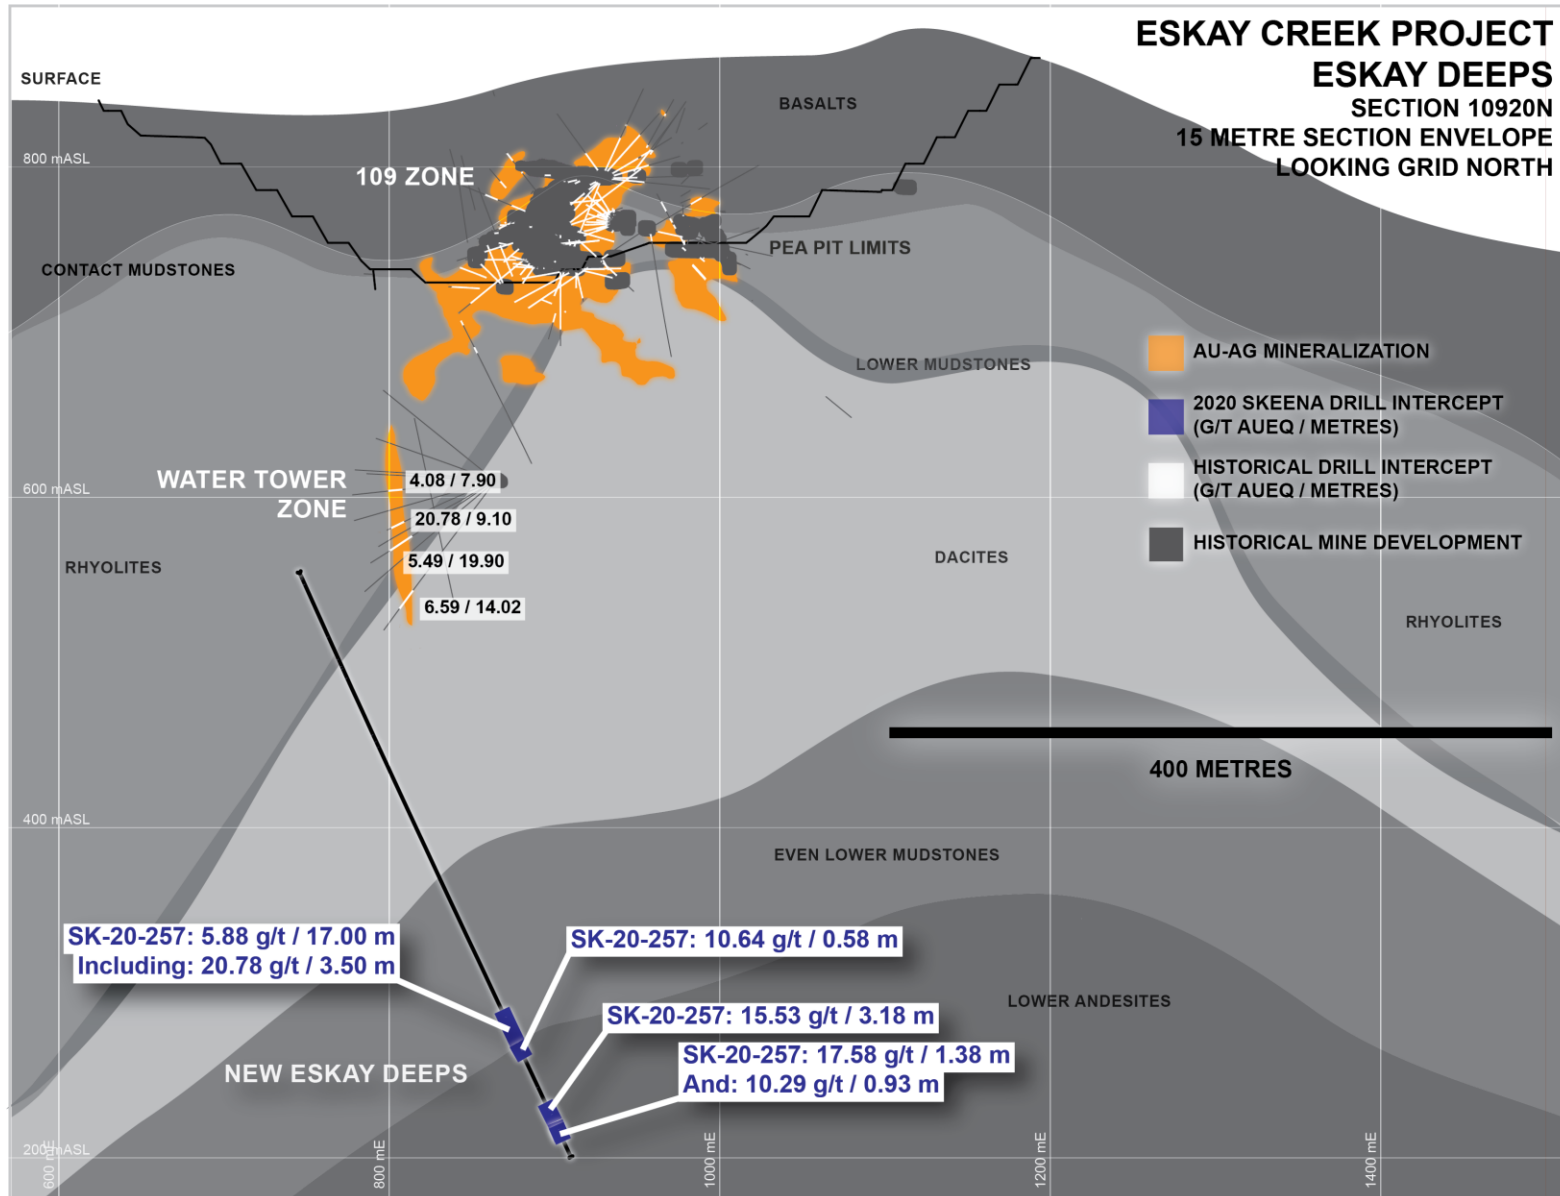 ESKAY CREEK PROJECT
ESKAY DEEPS
SECTION 10920N
15 METRE SECTION ENVELOPE
LOOKING GRID NORTH
SURFACE
BASALTS
800 mASL
109 ZONE
PEA PIT LIMITS
CONTACT MUDSTONES
LOWER MUDSTONES
AU-AG MINERALIZATION
2020 SKEENA DRILL INTERCEPT
(G/T AUEQ / METRES)
HISTORICAL DRILL INTERCEPT
(G/T AUEQ / METRES)
HISTORICAL MINE DEVELOPMENT
WATER TOWER
ZONE
600 mASL
4.08 / 7.90
20.78 / 9.10
5.49 / 19.90
6.59 / 14.02
RHYOLITES
DACITES
RHYOLITES
400 METRES
400 mASL
EVEN LOWER MUDSTONES
SK-20-257: 5.88 g/t / 17.00 m
Including: 20.78 g/t / 3.50 m
SK-20-257: 10.64 g/t / 0.58 m
SK-20-257: 15.53 g/t / 3.18 m
LOWER ANDESITES
SK-20-257: 17.58 g/t / 1.38 m
And: 10.29 g/t / 0.93 m
NEW ESKAY DEEPS
200 mASL
600 mE
800 mE
1000 mE
1200 mE
1400 mE